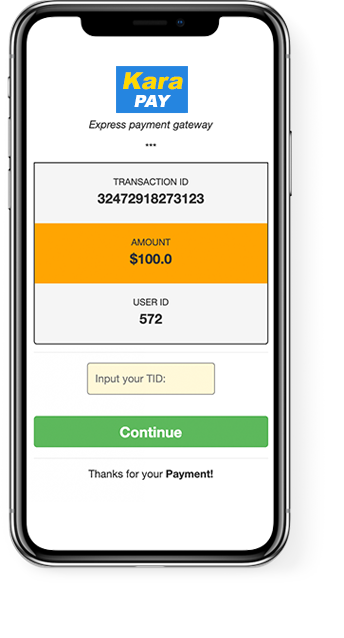 Kara
PAY
Express payment gateway
***
TRANSACTION ID
32472918273123
AMOUNT
$100.0
USER ID
572
Input your TID:
Continue
Thanks for your Payment!